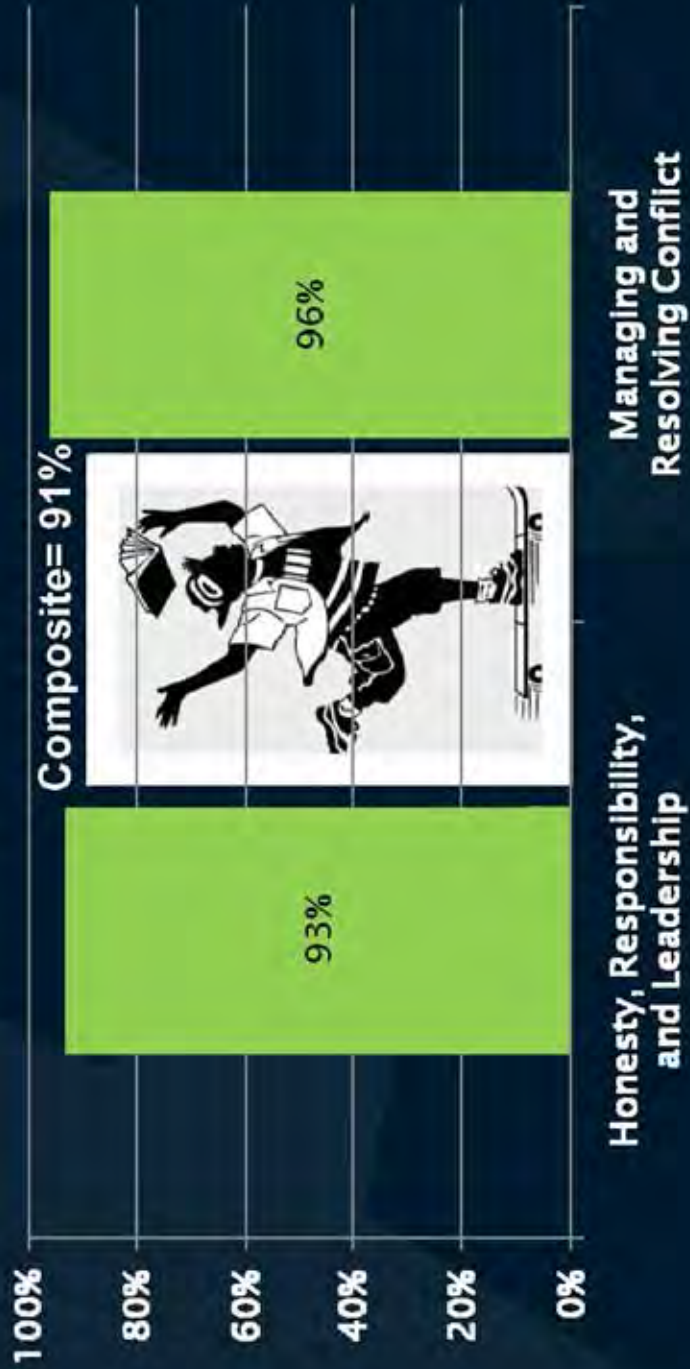 Composite= 91%
100%
80%
60%
40%
20%
0%
93%
96%
Honesty, Responsibility,
and Leadership
Managing and
Resolving Conflict